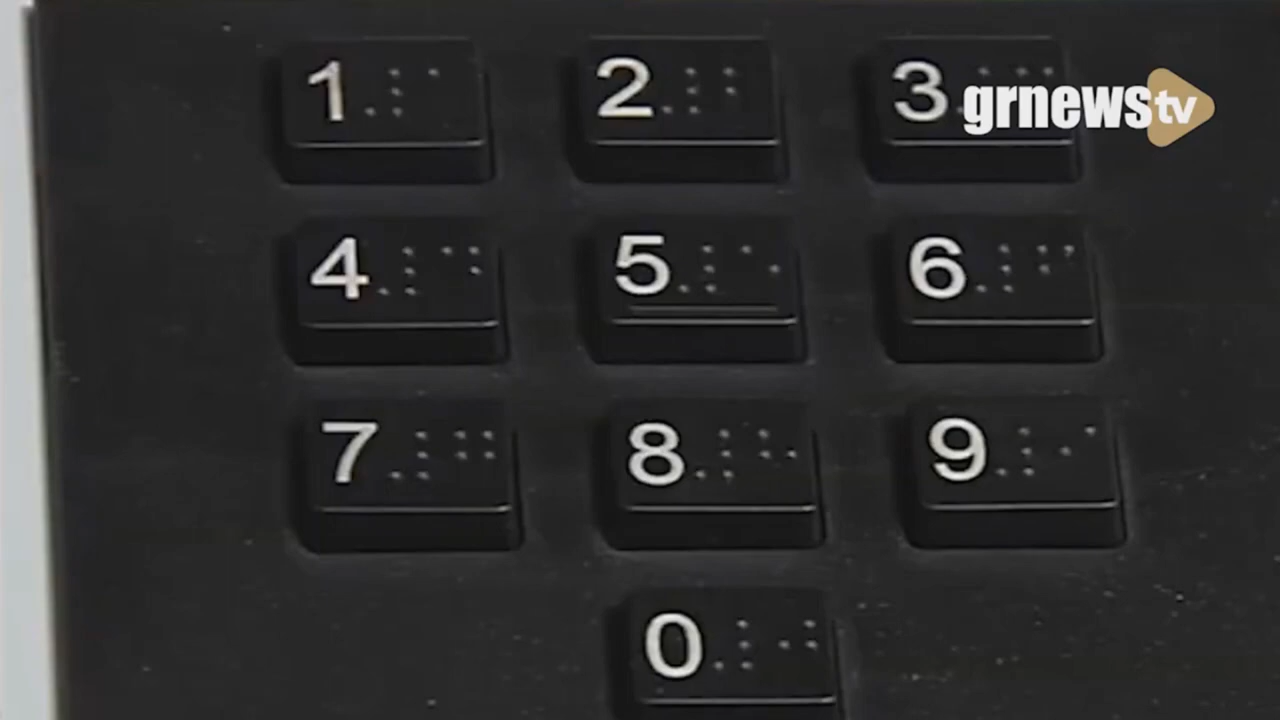 1 ⠼⠁ 2 ⠼⠃ 3 grnewstv
4 ⠼⠙ 5 ⠼⠑ 6 ⠼⠋
7 ⠼⠛ 8 ⠼⠓ 9 ⠼⠊
0 ⠼⠚